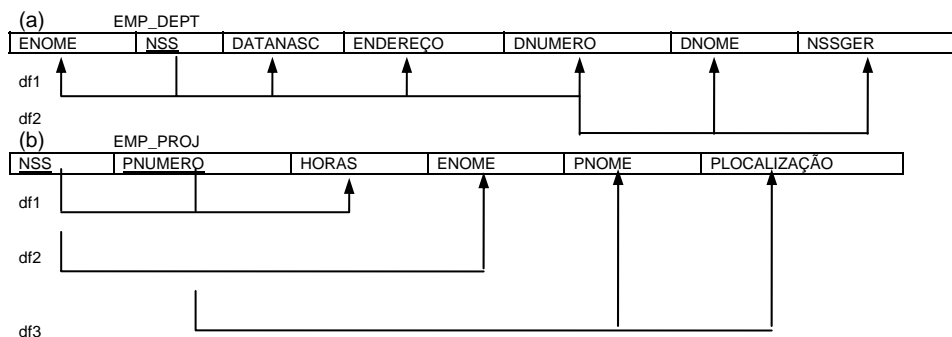 (a) EMP_DEPT
ENOME NSS DATANASC ENDEREÇO DNUMERO DNOME NSSGER
df1
df2
(b) EMP_PROJ
NSS PNUMERO HORAS ENOME PNOME PLOCALIZAÇÃO
df1
df2
df3